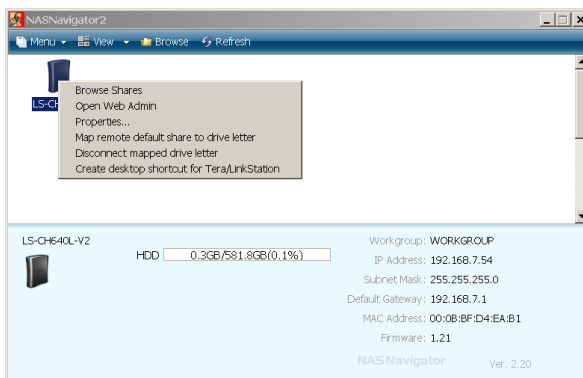 NASNavigator2
Menu View Browse Refresh
Browse Shares
Open Web Admin
Properties...
Map remote default share to drive letter
Disconnect mapped drive letter
Create desktop shortcut for Tera/LinkStation
LS-CH
LS-CH640L-V2
HDD 0.3GB/581.8GB(0.1%)
Workgroup: WORKGROUP
IP Address: 192.168.7.54
Subnet Mask: 255.255.255.0
Default Gateway: 192.168.7.1
MAC Address: 00:0B:BF:D4:EA:B1
Firmware: 1.21
NAS Navigator Ver. 2.20